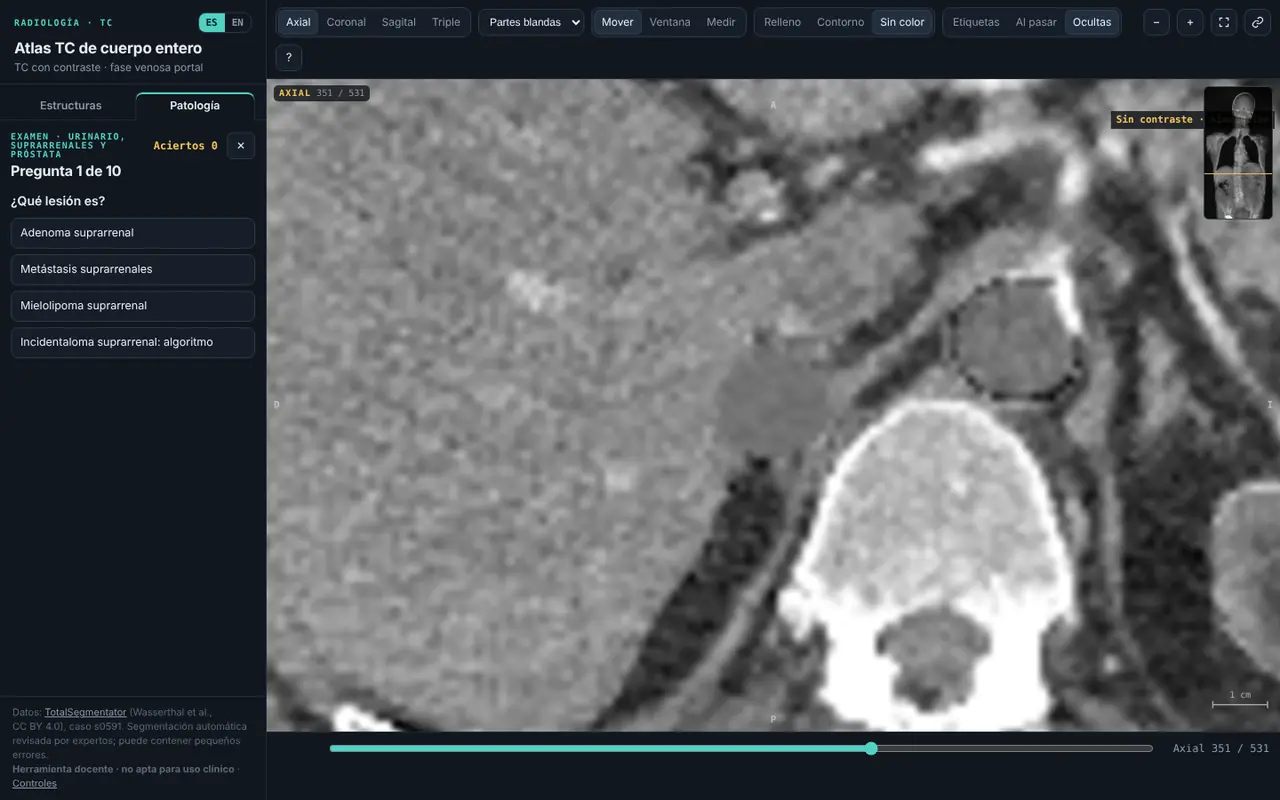 RADIOLOGÍA · TC
ES EN
Atlas TC de cuerpo entero
TC con contraste · fase venosa portal
Estructuras
Patología
EXAMEN · URINARIO, SUPRARRENALES Y PRÓSTATA
Aciertos 0
×
Pregunta 1 de 10
¿Qué lesión es?
Adenoma suprarrenal
Metástasis suprarrenales
Mielolipoma suprarrenal
Incidentaloma suprarrenal: algoritmo
Datos: TotalSegmentator (Wasserthal et al.,
CC BY 4.0), caso s0591. Segmentación automática
revisada por expertos; puede contener pequeños
errores.
Herramienta docente · no apta para uso clínico ·
Controles
Axial Coronal Sagital Triple
Partes blandas
Mover Ventana Medir
Relleno Contorno Sin color
Etiquetas Al pasar Ocultas
− +
?
AXIAL 351 / 531
A
Sin contraste ·
D
I
P
1 cm
Axial 351 / 531